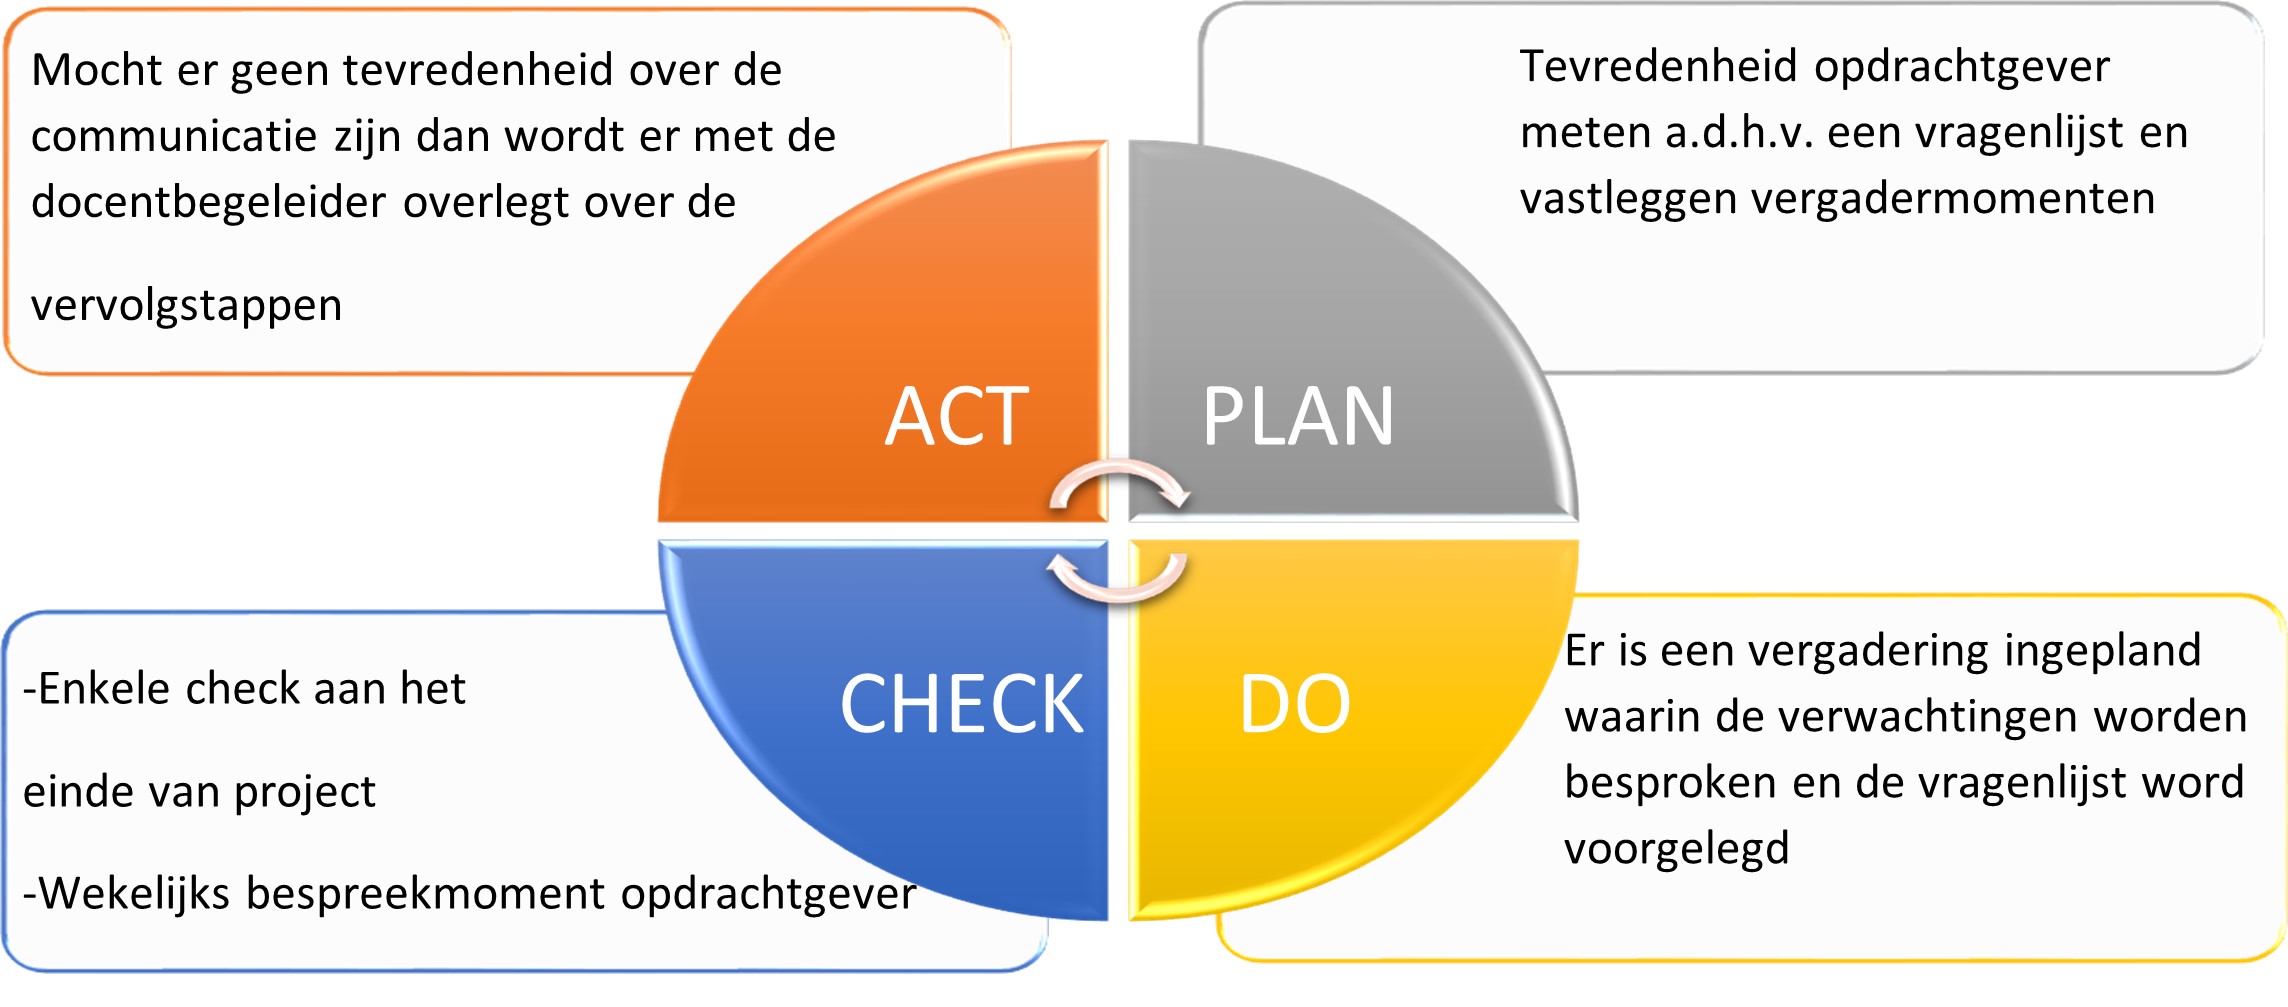 Mocht er geen tevredenheid over de
communicatie zijn dan wordt er met de
docentbegeleider overlegt over de
vervolgstappen
Tevredenheid opdrachtgever
meten a.d.h.v. een vragenlijst en
vastleggen vergadermomenten
ACT
PLAN
CHECK
DO
-Enkele check aan het
einde van project
-Wekelijks bespreekmoment opdrachtgever
Er is een vergadering ingepland
waarin de verwachtingen worden
besproken en de vragenlijst word
voorgelegd